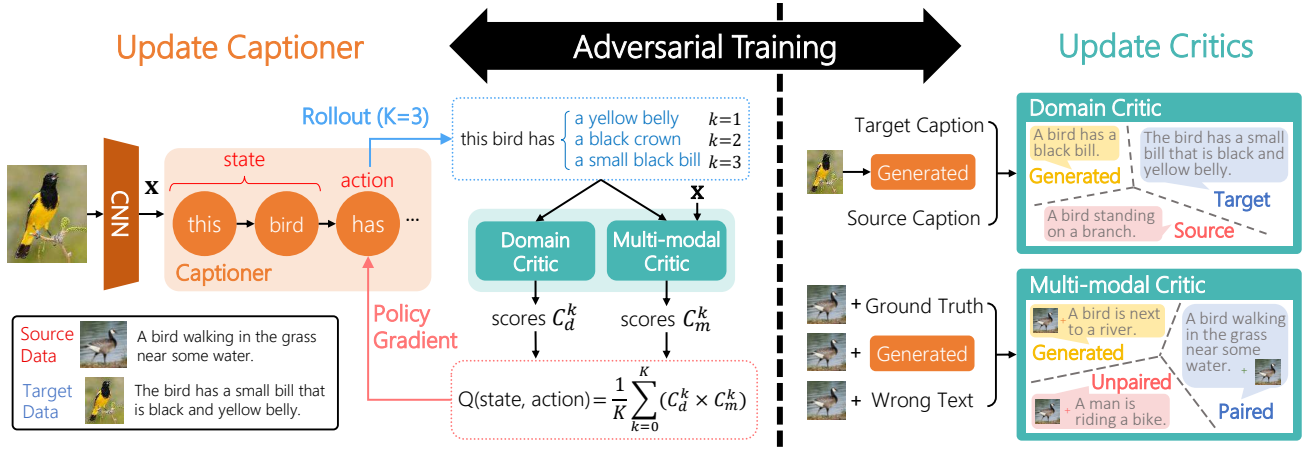 Update Captioner
Adversarial Training
Update Critics
Rollout (K=3)
this bird has
a yellow belly k=1
a black crown k=2
a small black bill k=3
CNN
x
state
action
this
bird
has
...
Captioner
x
Domain
Critic
Multi-modal
Critic
scores C_d^k
scores C_m^k
Policy
Gradient
Q(state, action) = 1/K ∑_{k=0}^{K} (C_d^k × C_m^k)
Source
Data
A bird walking in the grass
near some water.
Target
Data
The bird has a small bill that
is black and yellow belly.
Target Caption
Generated
Source Caption
Domain Critic
A bird has a
black bill.
Generated
The bird has a small
bill that is black and
yellow belly.
Target
A bird standing
on a branch.
Source
+ Ground Truth
+ Generated
+ Wrong Text
Multi-modal Critic
+ A bird is next
to a river.
Generated
A bird walking
in the grass
near some
water. +
Paired
Unpaired
+ A man is
riding a bike.